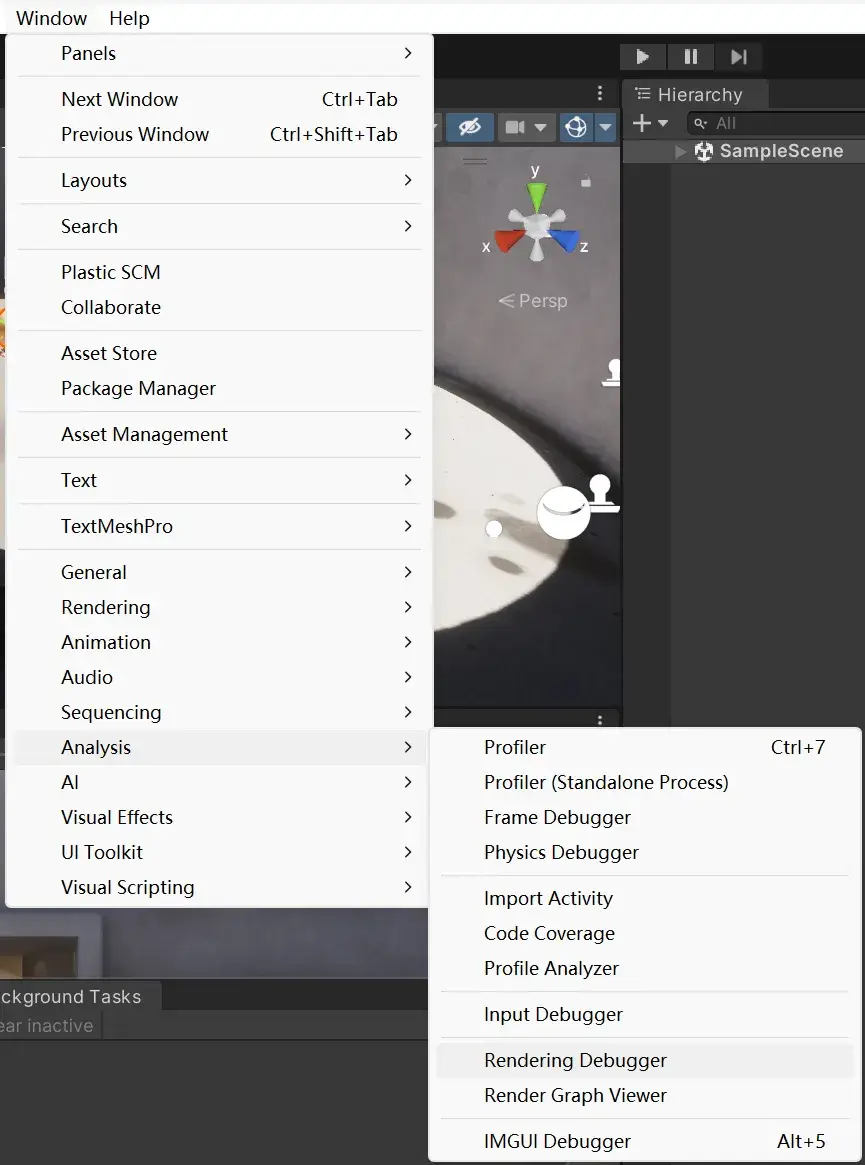 Window Help
Panels
Next Window Ctrl+Tab
Previous Window Ctrl+Shift+Tab
Layouts
Search
Plastic SCM
Collaborate
Asset Store
Package Manager
Asset Management
Text
TextMeshPro
General
Rendering
Animation
Audio
Sequencing
Analysis
AI
Visual Effects
UI Toolkit
Visual Scripting
Hierarchy
All
SampleScene
y
x
z
Persp
Profiler Ctrl+7
Profiler (Standalone Process)
Frame Debugger
Physics Debugger
Import Activity
Code Coverage
Profile Analyzer
Input Debugger
Rendering Debugger
Render Graph Viewer
IMGUI Debugger Alt+5
ckground Tasks
ear inactive